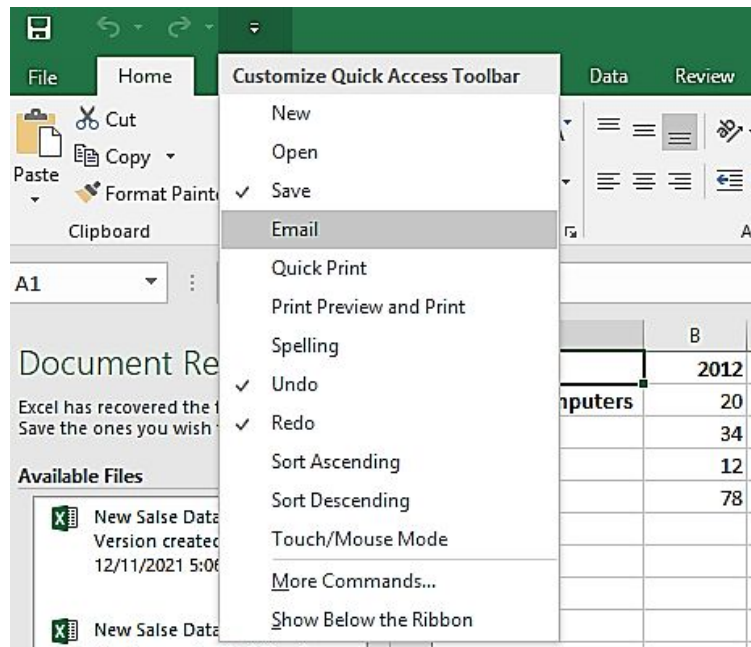 File Home Data Review
Customize Quick Access Toolbar
New
Open
Save
Email
Quick Print
Print Preview and Print
Spelling
Undo
Redo
Sort Ascending
Sort Descending
Touch/Mouse Mode
More Commands...
Show Below the Ribbon
Cut
Copy
Paste
Format Painte
Clipboard
A1
Document Re
Excel has recovered the f
Save the ones you wish
Available Files
New Salse Data
Version created
12/11/2021 5:06
New Salse Data
B
2012
nputers 20
34
12
78